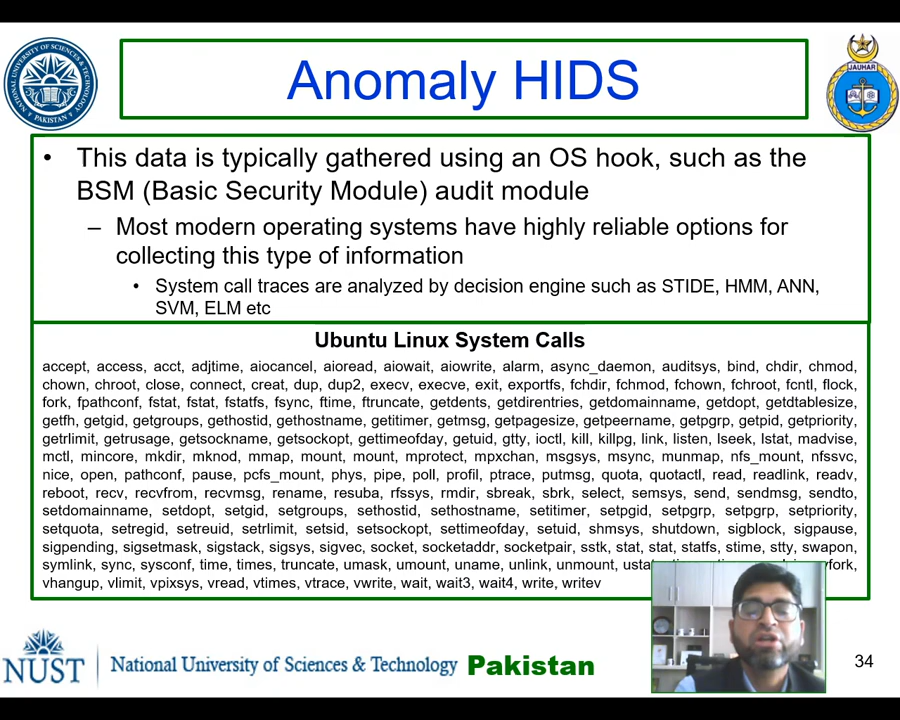 Anomaly HIDS
NATIONAL UNIVERSITY OF SCIENCES & TECHNOLOGY
PAKISTAN
JAUHAR
• This data is typically gathered using an OS hook, such as the
BSM (Basic Security Module) audit module
– Most modern operating systems have highly reliable options for
collecting this type of information
• System call traces are analyzed by decision engine such as STIDE, HMM, ANN,
SVM, ELM etc
Ubuntu Linux System Calls
accept, access, acct, adjtime, aiocancel, aioread, aiowait, aiowrite, alarm, async_daemon, auditsys, bind, chdir, chmod,
chown, chroot, close, connect, creat, dup, dup2, execv, execve, exit, exportfs, fchdir, fchmod, fchown, fchroot, fcntl, flock,
fork, fpathconf, fstat, fstat, fstatfs, fsync, ftime, ftruncate, getdents, getdirentries, getdomainname, getdopt, getdtablesize,
getfh, getgid, getgroups, gethostid, gethostname, getitimer, getmsg, getpagesize, getpeername, getpgrp, getpid, getpriority,
getrlimit, getrusage, getsockname, getsockopt, gettimeofday, getuid, gtty, ioctl, kill, killpg, link, listen, lseek, lstat, madvise,
mctl, mincore, mkdir, mknod, mmap, mount, mount, mprotect, mpxchan, msgsys, msync, munmap, nfs_mount, nfssvc,
nice, open, pathconf, pause, pcfs_mount, phys, pipe, poll, profil, ptrace, putmsg, quota, quotactl, read, readlink, readv,
reboot, recv, recvfrom, recvmsg, rename, resuba, rfssys, rmdir, sbreak, sbrk, select, semsys, send, sendmsg, sendto,
setdomainname, setdopt, setgid, setgroups, sethostid, sethostname, setitimer, setpgid, setpgrp, setpgrp, setpriority,
setquota, setregid, setreuid, setrlimit, setsid, setsockopt, settimeofday, setuid, shmsys, shutdown, sigblock, sigpause,
sigpending, sigsetmask, sigstack, sigsys, sigvec, socket, socketaddr, socketpair, sstk, stat, stat, statfs, stime, stty, swapon,
symlink, sync, sysconf, time, times, truncate, umask, umount, uname, unlink, unmount,
vhangup, vlimit, vpixsys, vread, vtimes, vtrace, vwrite, wait, wait3, wait4, write, writev
NUST
National University of Sciences & Technology Pakistan
34